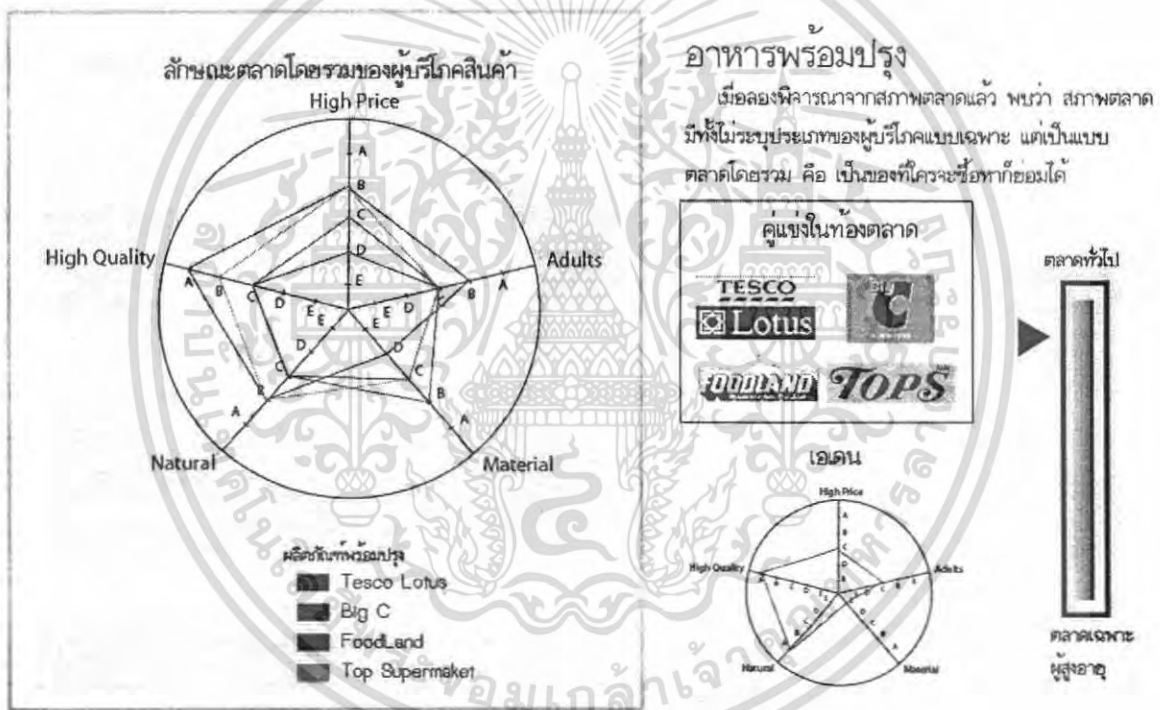 ลักษณะตลาดโดยรวมของผู้บริโภคสินค้า
High Price
A
B
C
D
E
High Quality
A
B
C
D
E
Adults
A
B
C
D
E
Natural
A
B
C
D
E
Material
A
B
C
D
E
ผลิตภัณฑ์พร้อมปรุง
Tesco Lotus
Big C
FoodLand
Top Supermaket
อาหารพร้อมปรุง
เมื่อลองพิจารณาจากสภาพตลาดแล้ว พบว่า สภาพตลาด
มีทั้งไม่ระบุประเภทของผู้บริโภคแบบเฉพาะ แต่เป็นแบบ
ตลาดโดยรวม คือ เป็นของที่ใครจะซื้อหาก็ย่อมได้
คู่แข่งในท้องตลาด
TESCO
Lotus
C
FOODLAND
TOPS
เอเดน
High Price
High Quality
Adults
Natural
Material
ตลาดทั่วไป
ตลาดเฉพาะ
ผู้สูงอายุ